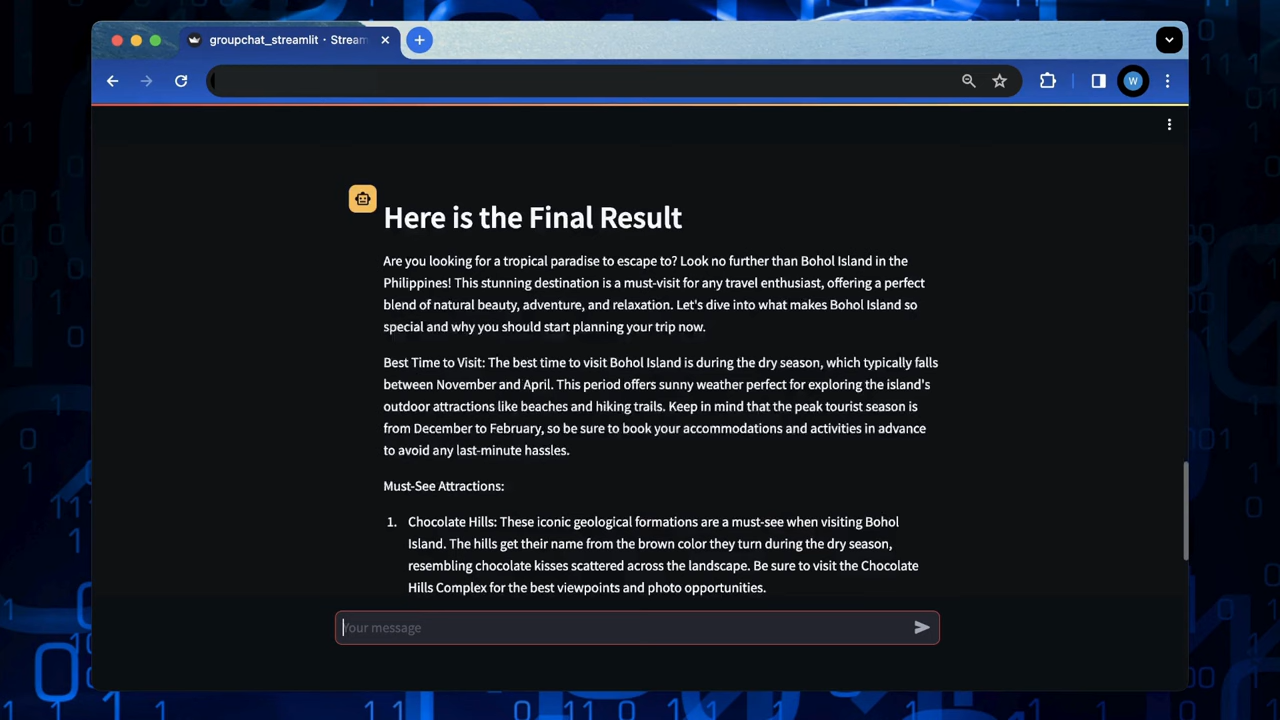 groupchat_streamlit · Stream
W
Here is the Final Result
Are you looking for a tropical paradise to escape to? Look no further than Bohol Island in the
Philippines! This stunning destination is a must-visit for any travel enthusiast, offering a perfect
blend of natural beauty, adventure, and relaxation. Let's dive into what makes Bohol Island so
special and why you should start planning your trip now.
Best Time to Visit: The best time to visit Bohol Island is during the dry season, which typically falls
between November and April. This period offers sunny weather perfect for exploring the island's
outdoor attractions like beaches and hiking trails. Keep in mind that the peak tourist season is
from December to February, so be sure to book your accommodations and activities in advance
to avoid any last-minute hassles.
Must-See Attractions:
1. Chocolate Hills: These iconic geological formations are a must-see when visiting Bohol
Island. The hills get their name from the brown color they turn during the dry season,
resembling chocolate kisses scattered across the landscape. Be sure to visit the Chocolate
Hills Complex for the best viewpoints and photo opportunities.
Your message